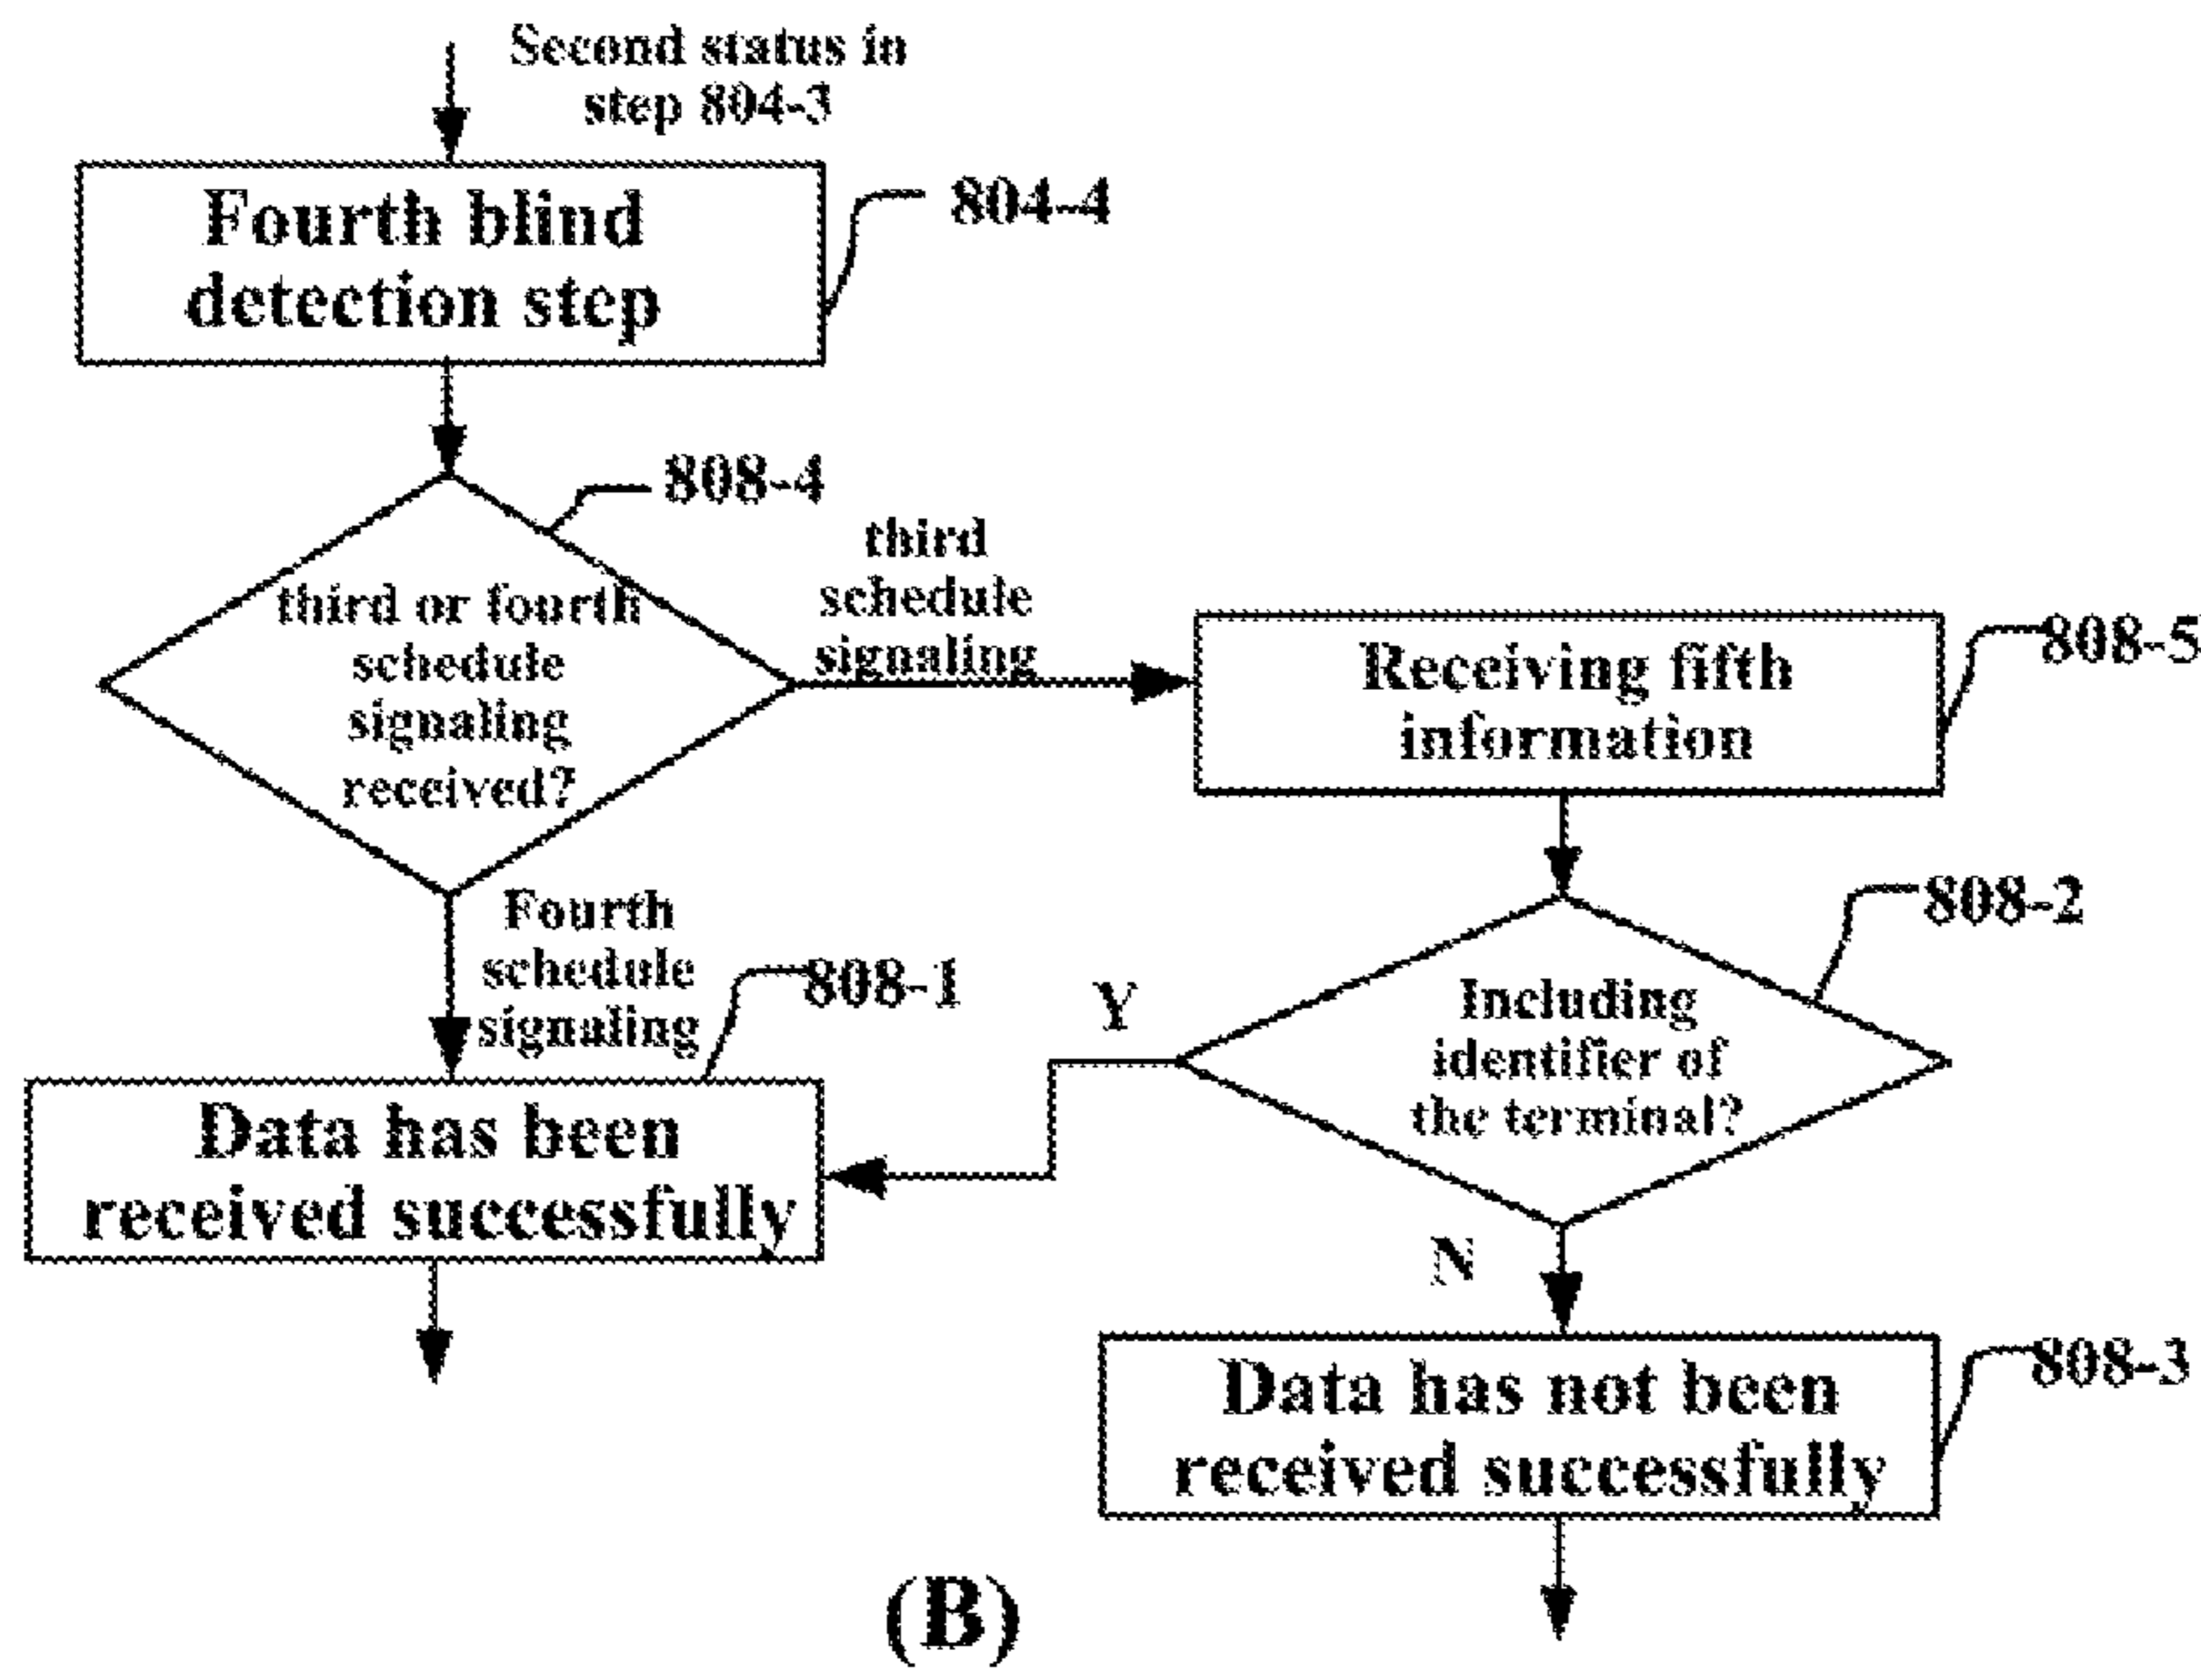 Second status in
step 804-3
Fourth blind
detection step
804-4
808-4
third or fourth
schedule
signaling
received?
third
schedule
signaling
Receiving fifth
information
808-5
Fourth
schedule
signaling
808-1
808-2
Including
identifier of
the terminal?
Y
Data has been
received successfully
N
Data has not been
received successfully
808-3
(B)